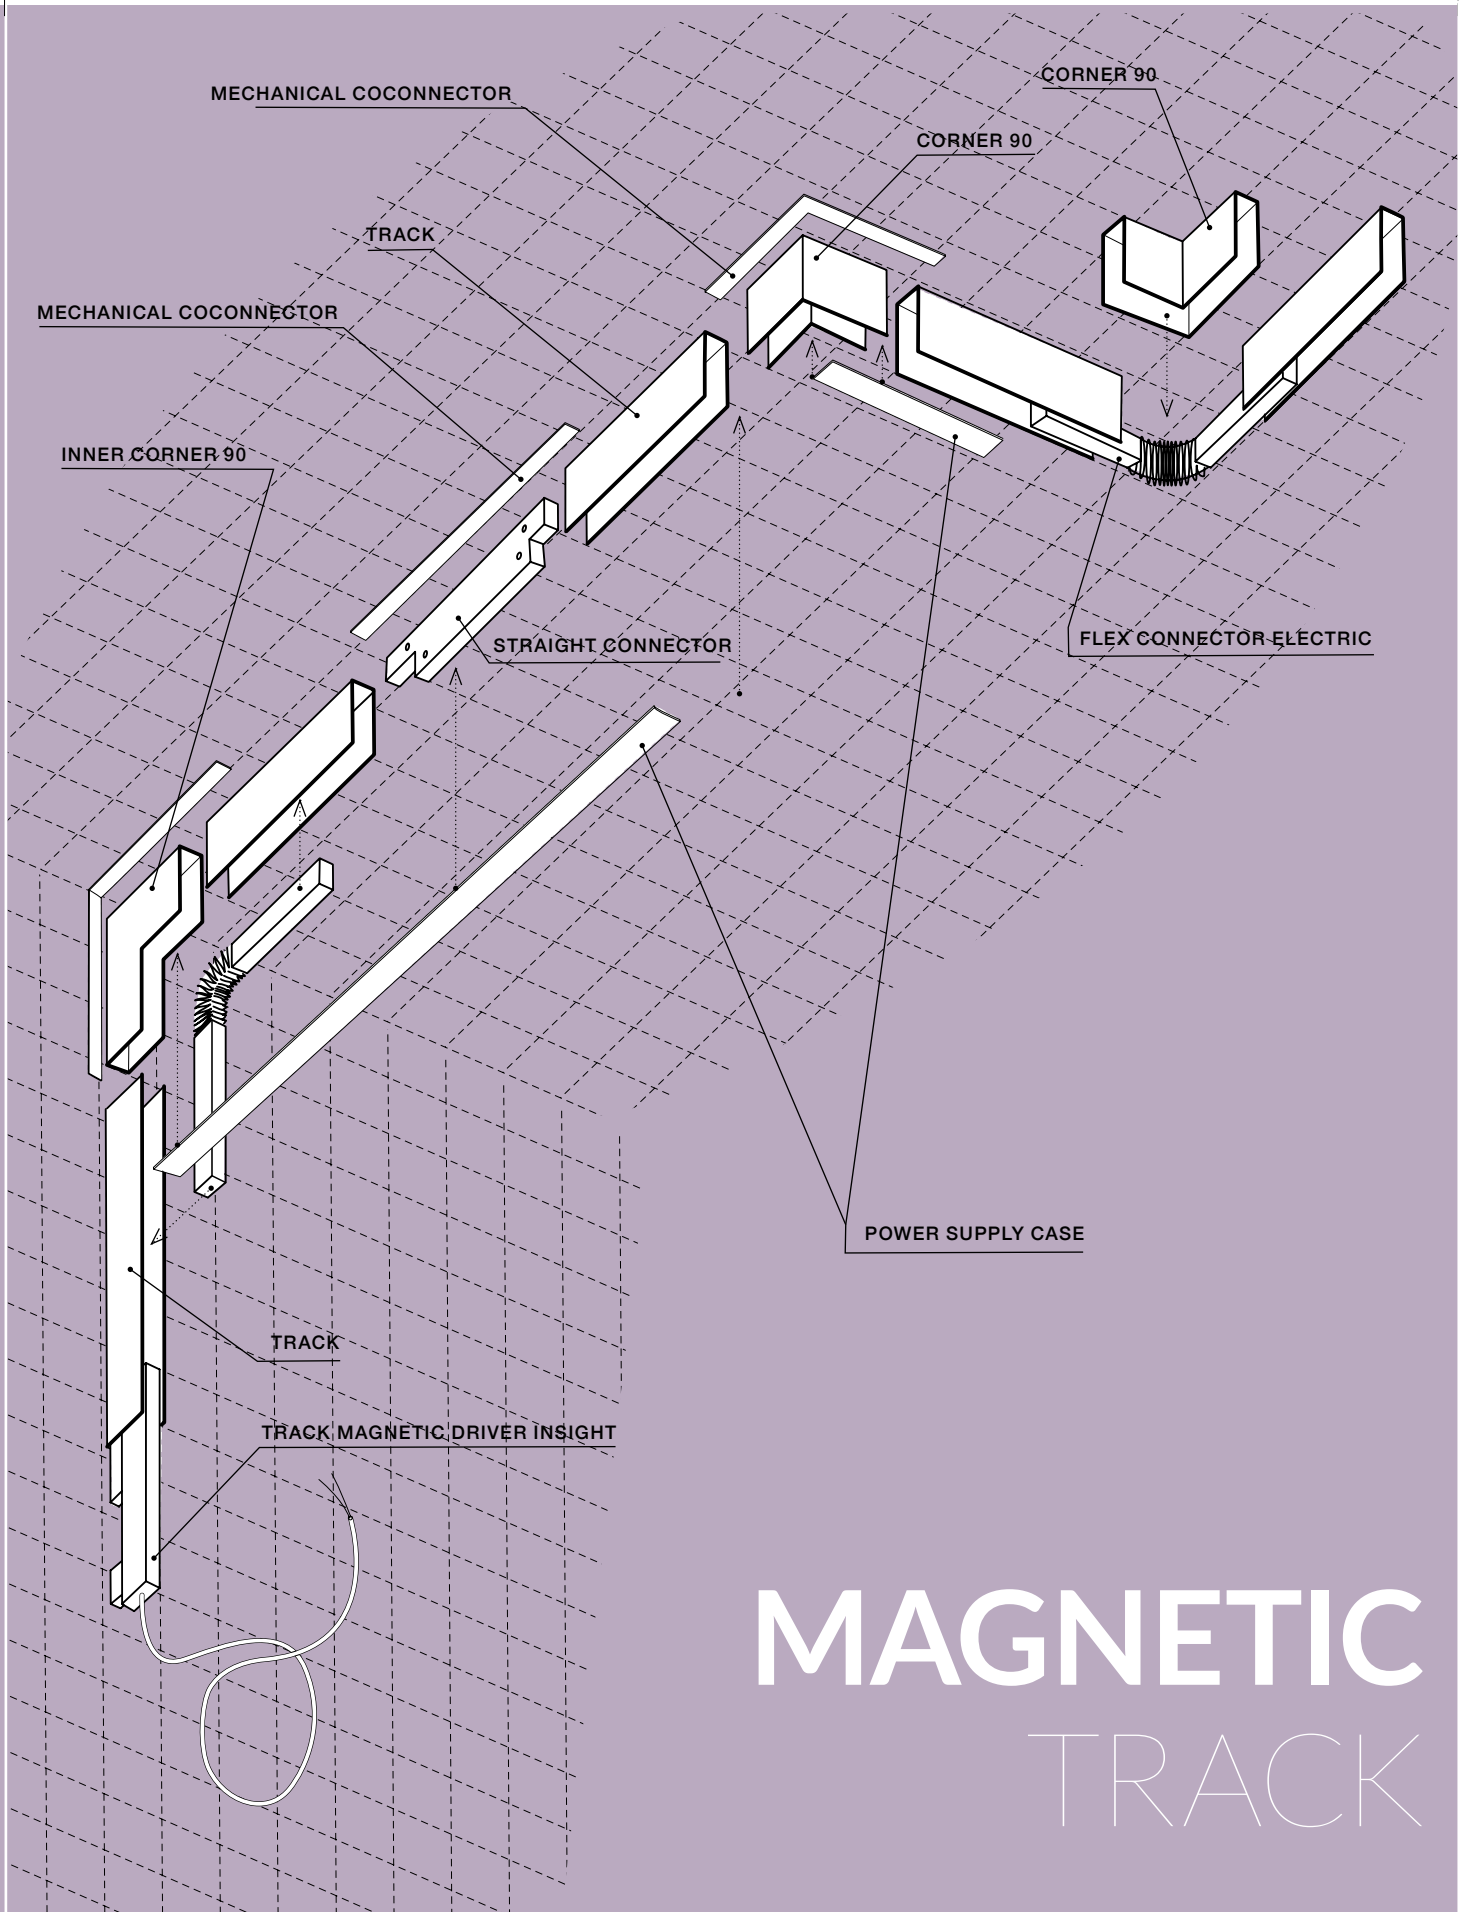 CORNER 90
MECHANICAL COCONNECTOR
CORNER 90
TRACK
MECHANICAL COCONNECTOR
INNER CORNER 90
STRAIGHT CONNECTOR
FLEX CONNECTOR ELECTRIC
POWER SUPPLY CASE
TRACK
TRACK MAGNETIC DRIVER INSIGHT
MAGNETIC
TRACK